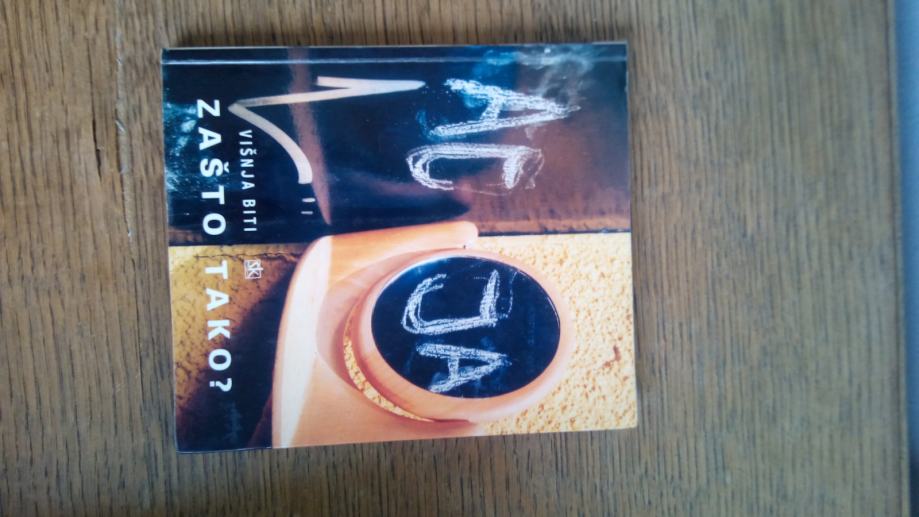 JA
VIŠNJA BITI
ZAŠTO TAKO?